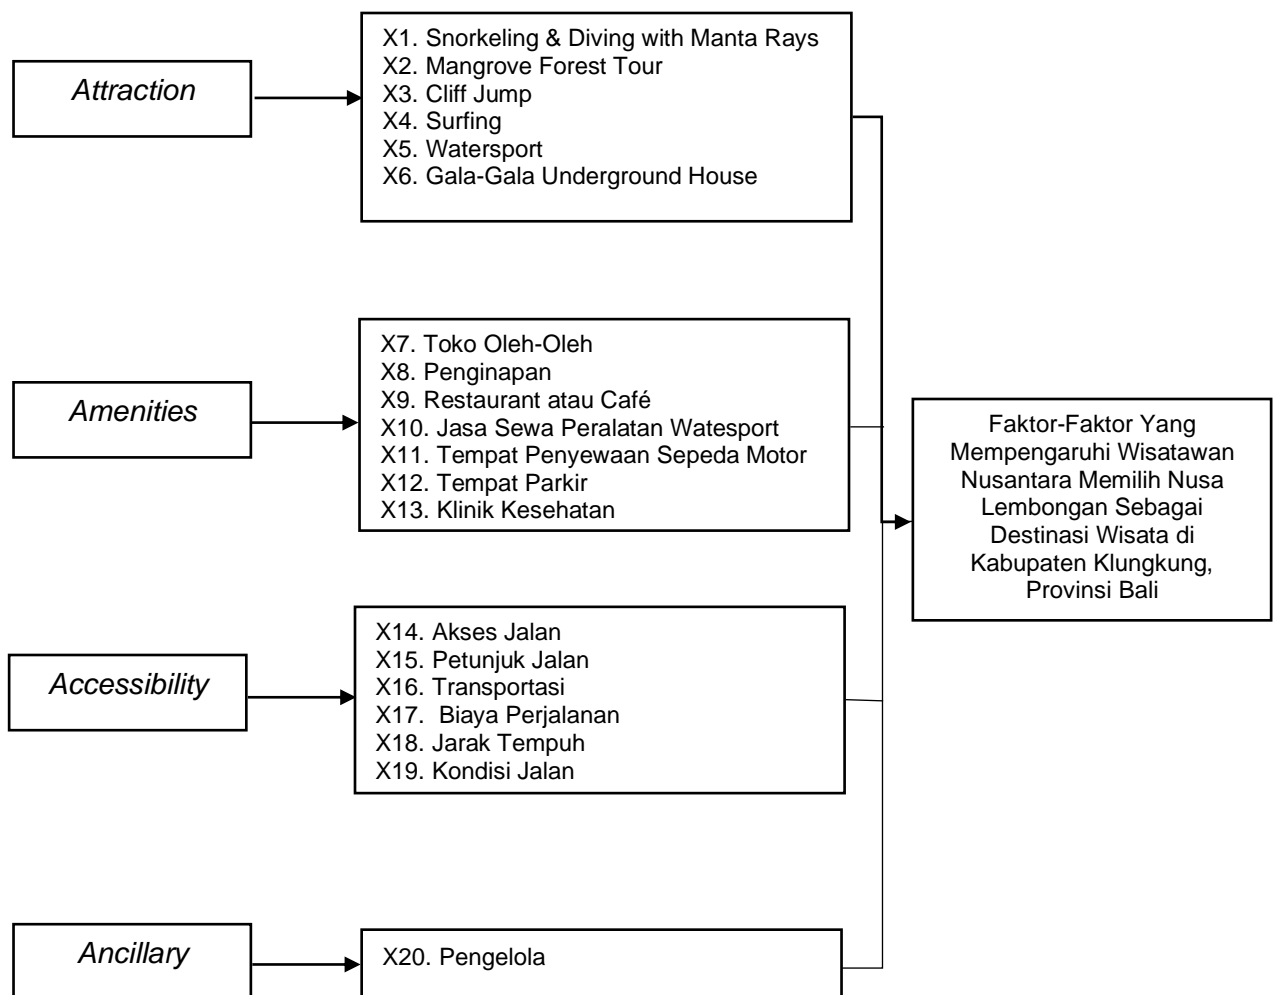 Attraction
X1. Snorkeling & Diving with Manta Rays
X2. Mangrove Forest Tour
X3. Cliff Jump
X4. Surfing
X5. Watersport
X6. Gala-Gala Underground House
Amenities
X7. Toko Oleh-Oleh
X8. Penginapan
X9. Restaurant atau Café
X10. Jasa Sewa Peralatan Watesport
X11. Tempat Penyewaan Sepeda Motor
X12. Tempat Parkir
X13. Klinik Kesehatan
Accessibility
X14. Akses Jalan
X15. Petunjuk Jalan
X16. Transportasi
X17. Biaya Perjalanan
X18. Jarak Tempuh
X19. Kondisi Jalan
Ancillary
X20. Pengelola
Faktor-Faktor Yang
Mempengaruhi Wisatawan
Nusantara Memilih Nusa
Lembongan Sebagai
Destinasi Wisata di
Kabupaten Klungkung,
Provinsi Bali